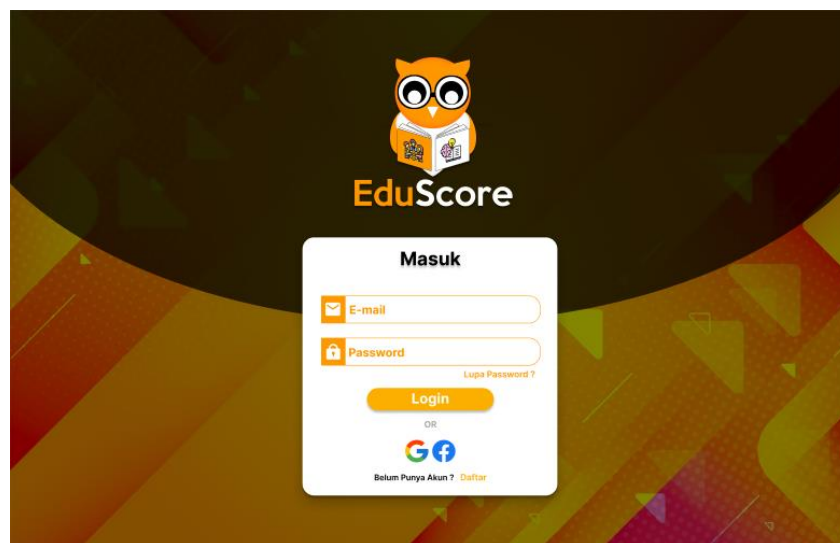 EduScore
Masuk
E-mail
Password
Lupa Password ?
Login
OR
Belum Punya Akun ? Daftar